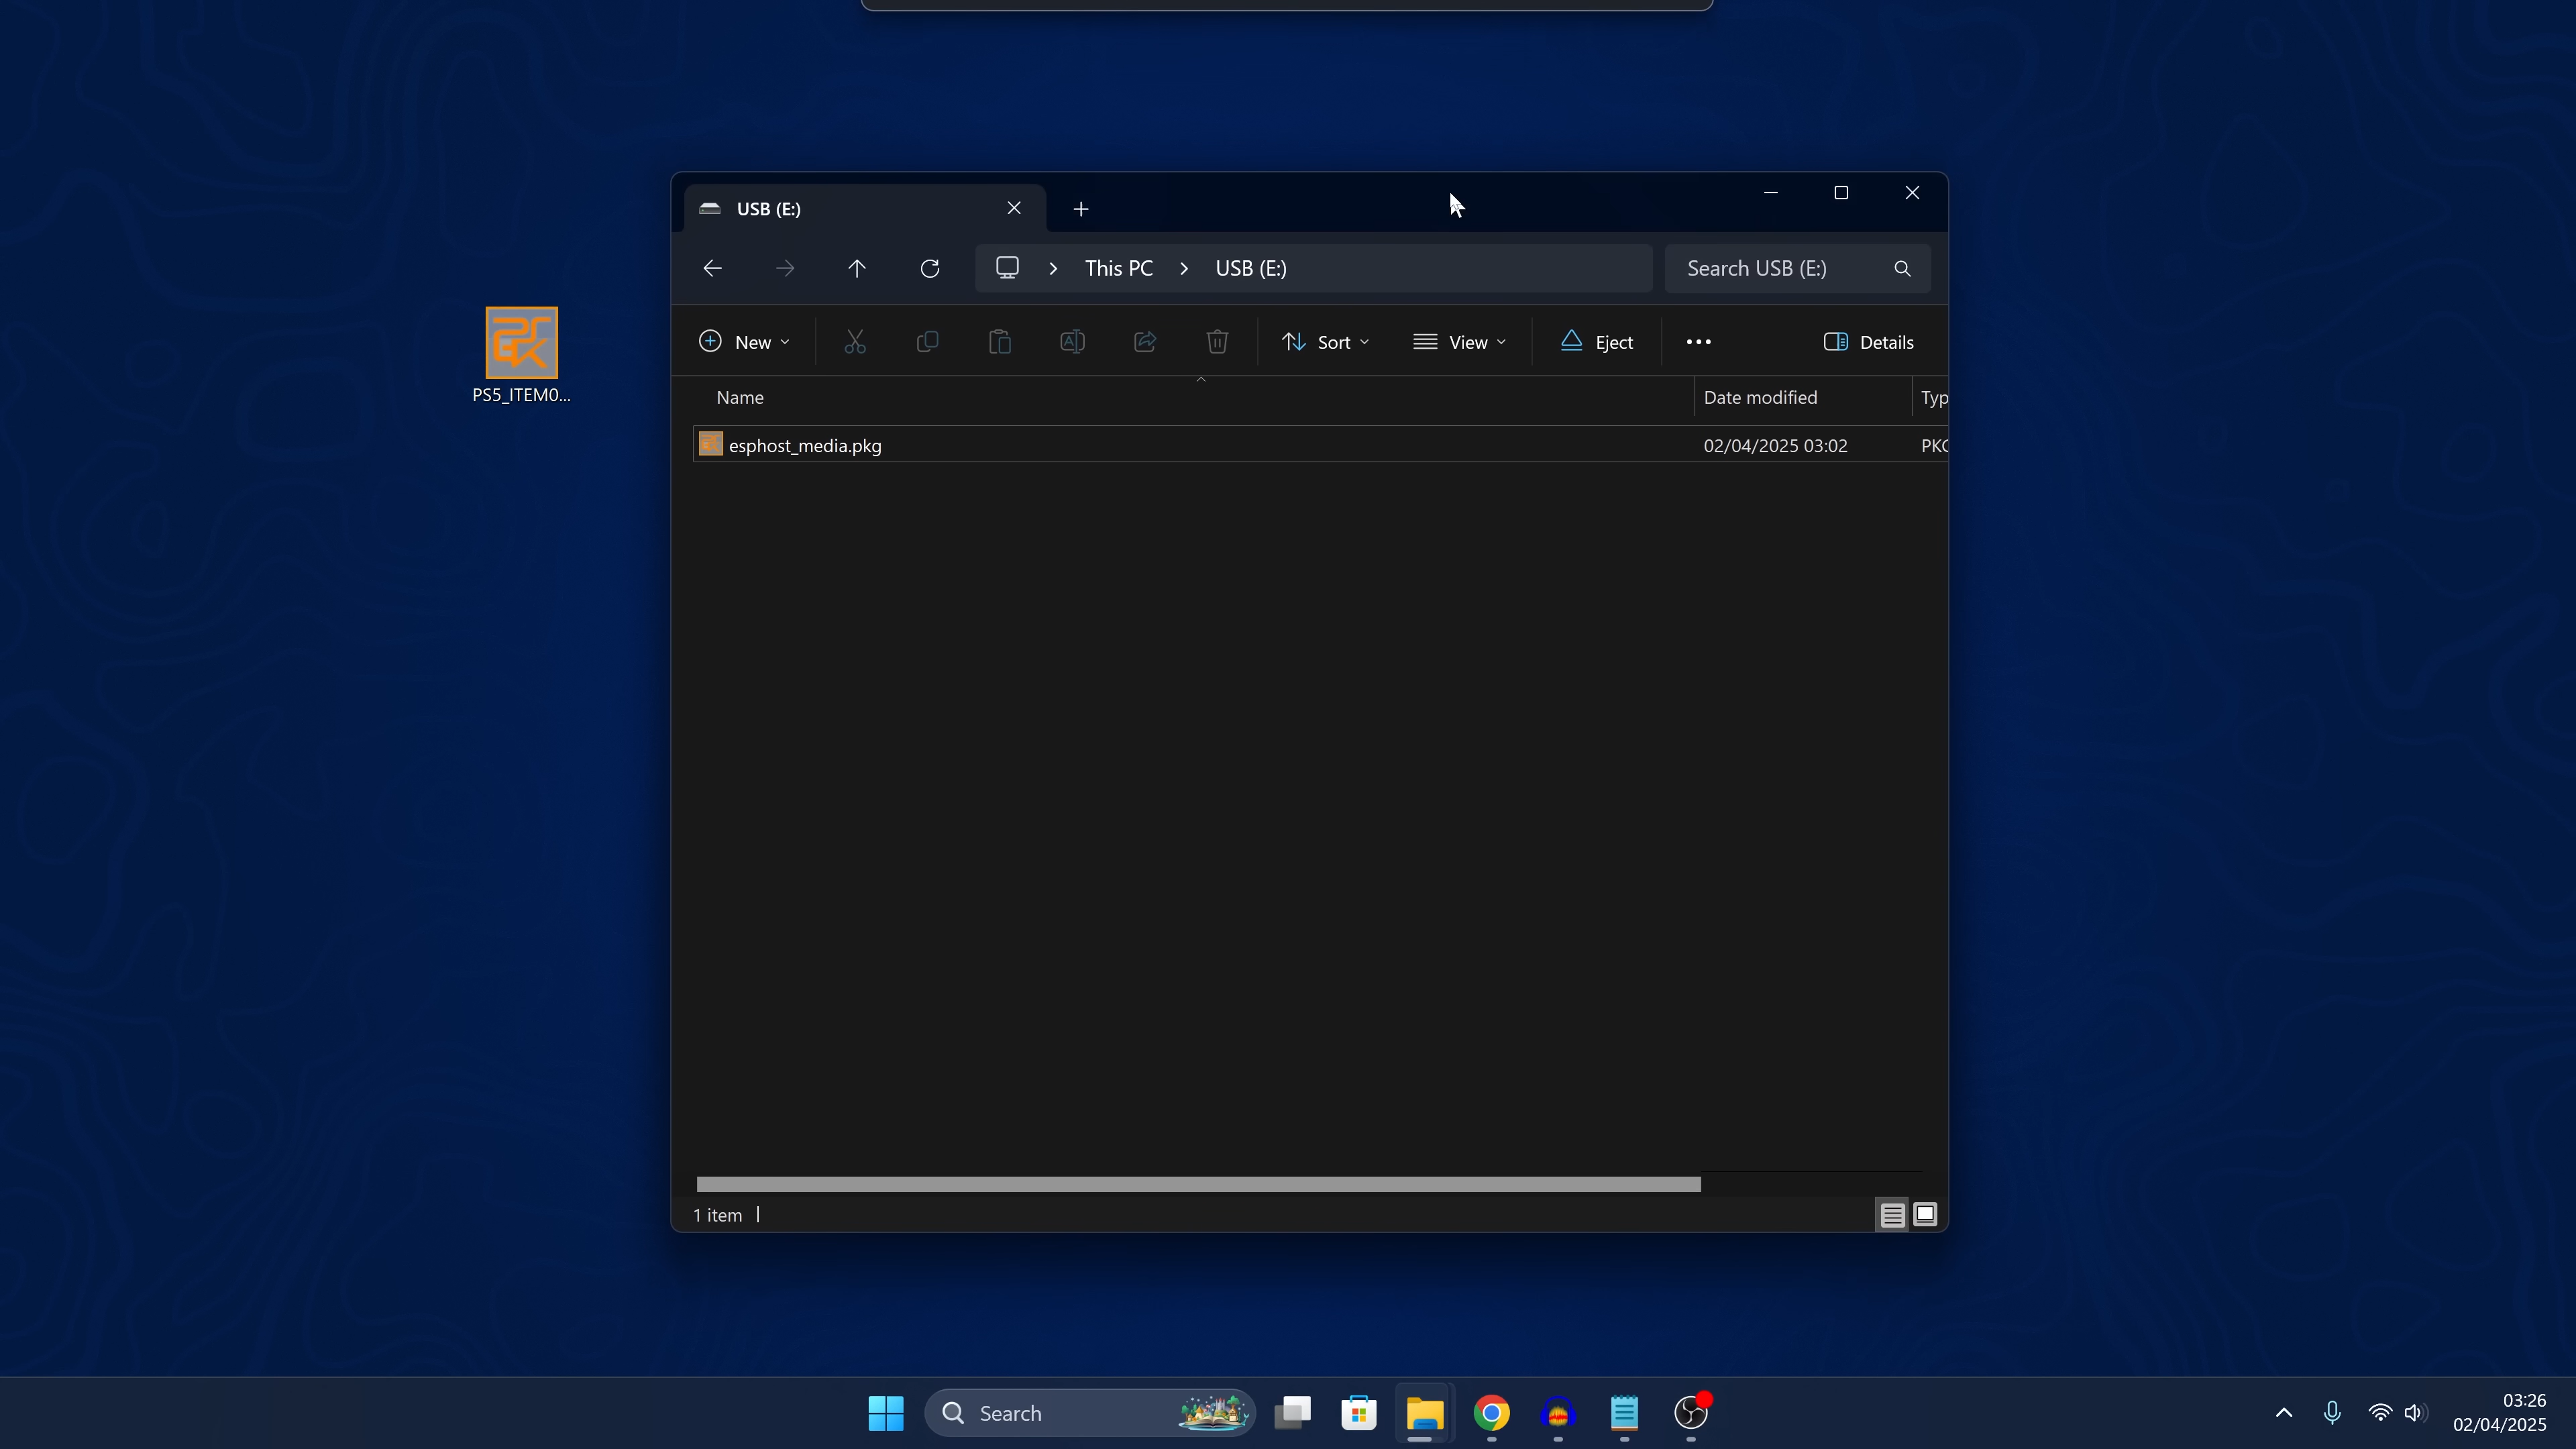 USB (E:)
This PC
USB (E:)
Search USB (E:)
PS5_ITEM0...
New
Sort
View
Eject
Details
Name
Date modified
Typ
esphost_media.pkg
02/04/2025 03:02
PKG
1 item
Search
03:26
02/04/2025